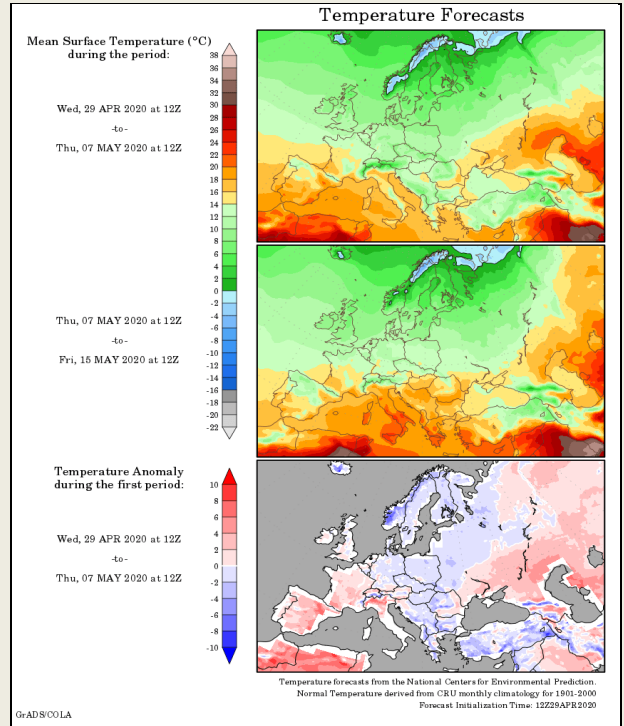 Temperature Forecasts
Mean Surface Temperature (°C)
during the period:
Wed, 29 APR 2020 at 12Z
-to-
Thu, 07 MAY 2020 at 12Z
Thu, 07 MAY 2020 at 12Z
-to-
Fri, 15 MAY 2020 at 12Z
38
36
34
32
30
28
26
24
22
20
18
16
14
12
10
8
6
4
2
0
-2
-4
-6
-8
-10
-12
-14
-16
-18
-20
-22
Temperature Anomaly
during the first period:
Wed, 29 APR 2020 at 12Z
-to-
Thu, 07 MAY 2020 at 12Z
10
8
6
4
2
0
-2
-4
-6
-8
-10
Temperature forecasts from the National Centers for Environmental Prediction.
Normal Temperature derived from CRU monthly climatology for 1901-2000
Forecast Initialization Time: 12Z29APR2020
GrADS/COLA